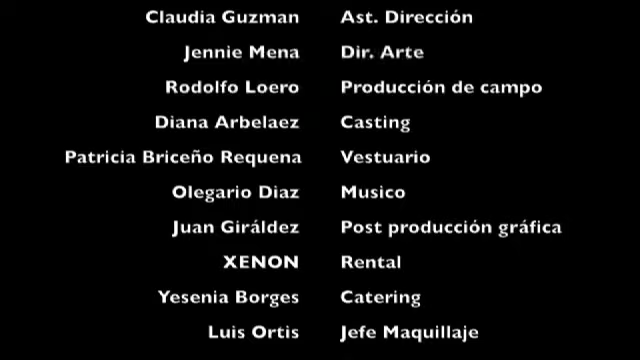 Claudia Guzman Ast. Dirección
Jennie Mena Dir. Arte
Rodolfo Loero Producción de campo
Diana Arbelaez Casting
Patricia Briceño Requena Vestuario
Olegario Diaz Musico
Juan Giráldez Post producción gráfica
XENON Rental
Yesenia Borges Catering
Luis Ortis Jefe Maquillaje